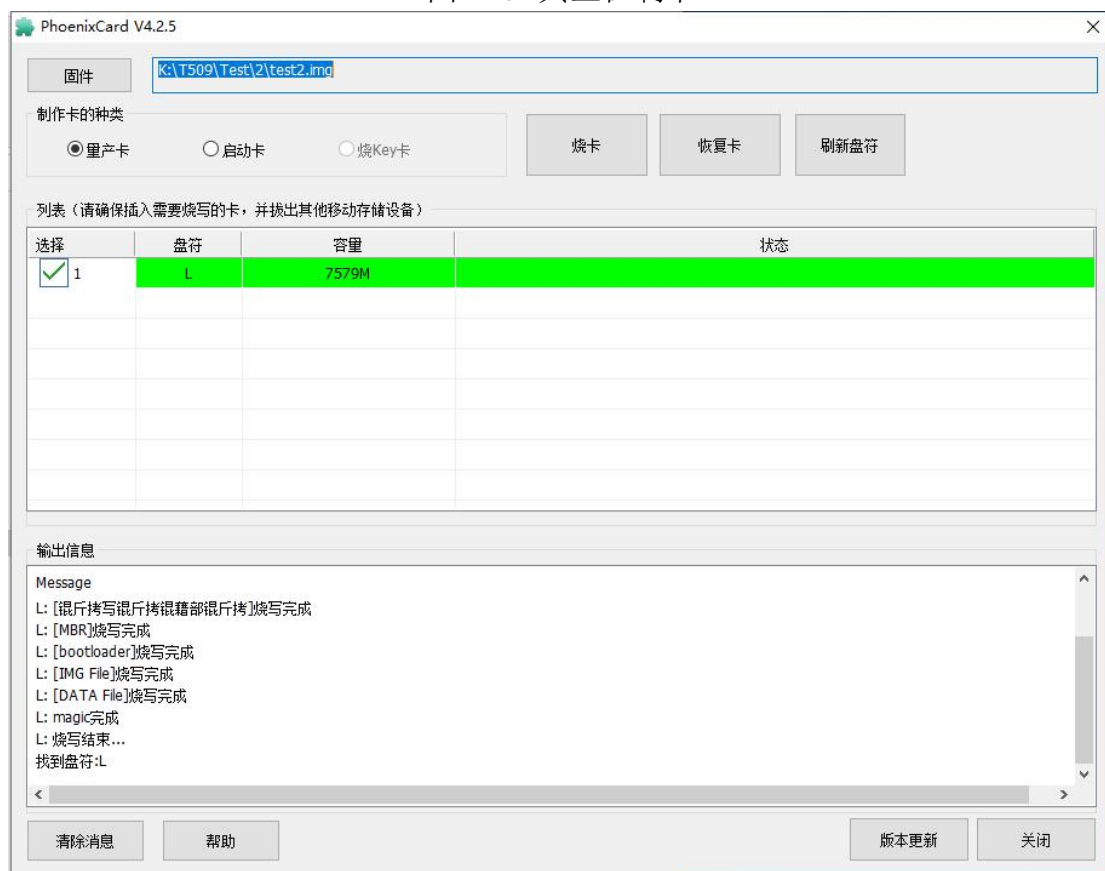 PhoenixCard V4.2.5
固件
K:\T509\Test\2\test2.img
制作卡的种类
量产卡 启动卡 烧Key卡
烧卡 恢复卡 刷新盘符
列表（请确保插入需要烧写的卡，并拔出其他移动存储设备）
选择 盘符 容量 状态
1 L 7579M
输出信息
Message
L: [锟斤拷写锟斤拷锟藉部锟斤拷]烧写完成
L: [MBR]烧写完成
L: [bootloader]烧写完成
L: [IMG File]烧写完成
L: [DATA File]烧写完成
L: magic完成
L: 烧写结束...
找到盘符:L
清除消息 帮助 版本更新 关闭